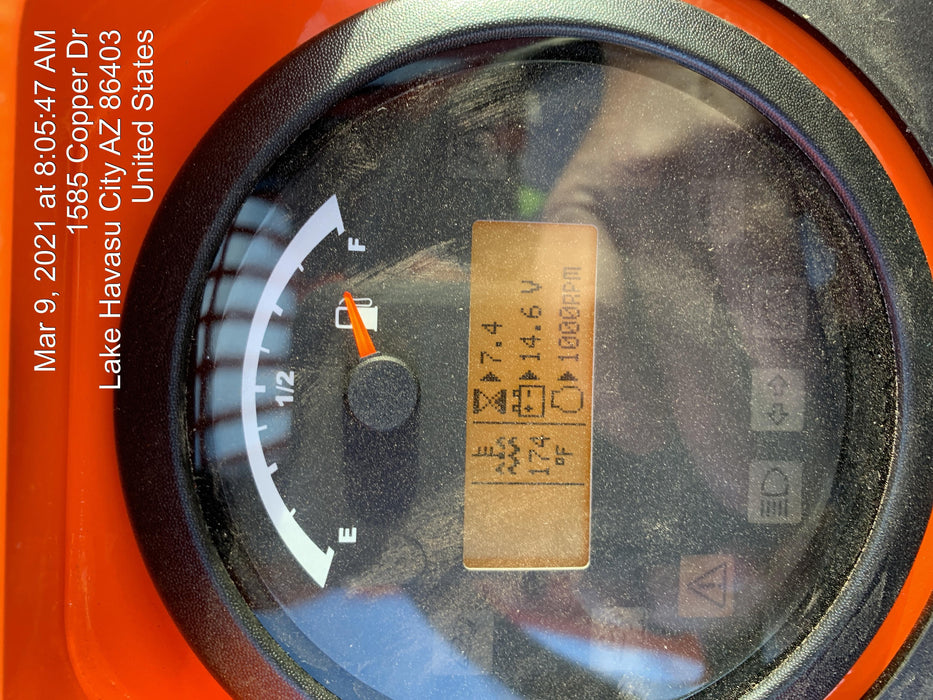 Mar 9, 2021 at 8:05:47 AM
1585 Copper Dr
Lake Havasu City AZ 86403
United States
E
1/2
F
7.4
14.6 V
1000RPM
174
°F